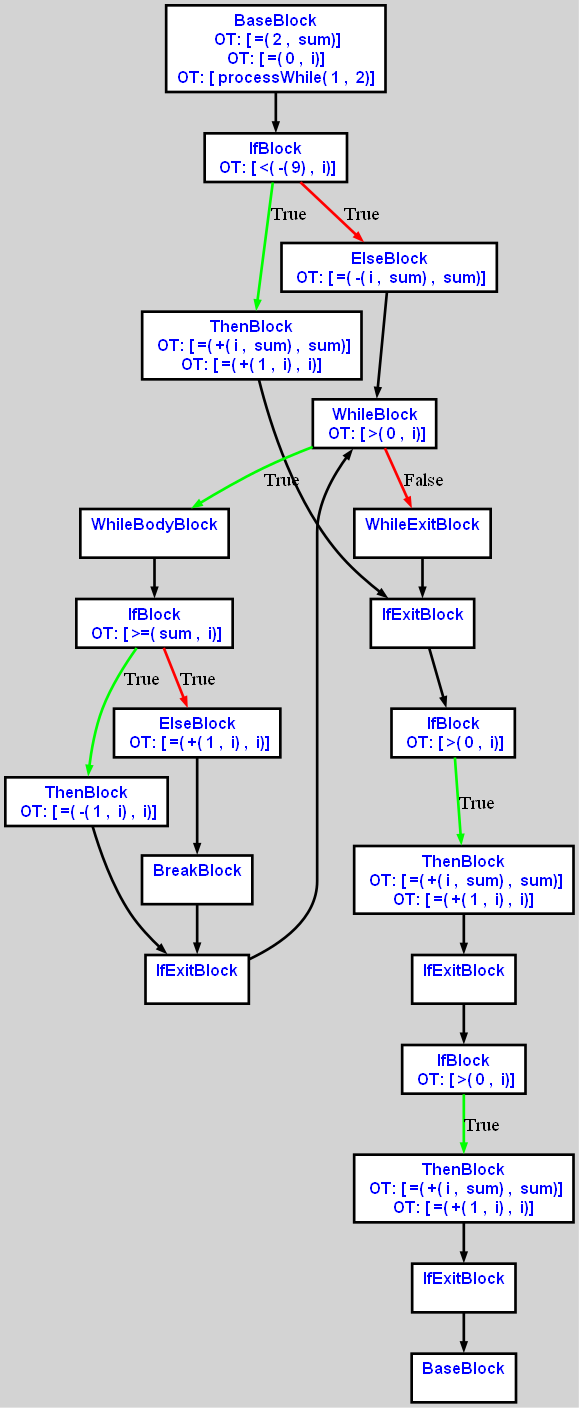 BaseBlock
OT: [ =( 2 , sum)]
OT: [ =( 0 , i)]
OT: [ processWhile( 1 , 2)]
IfBlock
OT: [ <( -( 9) , i)]
True
True
ElseBlock
OT: [ =( -( i , sum) , sum)]
ThenBlock
OT: [ =( +( i , sum) , sum)]
OT: [ =( +( 1 , i) , i)]
WhileBlock
OT: [ >( 0 , i)]
True
False
WhileBodyBlock
WhileExitBlock
IfBlock
OT: [ >=( sum , i)]
IfExitBlock
True
True
ElseBlock
OT: [ =( +( 1 , i) , i)]
IfBlock
OT: [ >( 0 , i)]
ThenBlock
OT: [ =( -( 1 , i) , i)]
True
BreakBlock
ThenBlock
OT: [ =( +( i , sum) , sum)]
OT: [ =( +( 1 , i) , i)]
IfExitBlock
IfExitBlock
IfBlock
OT: [ >( 0 , i)]
True
ThenBlock
OT: [ =( +( i , sum) , sum)]
OT: [ =( +( 1 , i) , i)]
IfExitBlock
BaseBlock